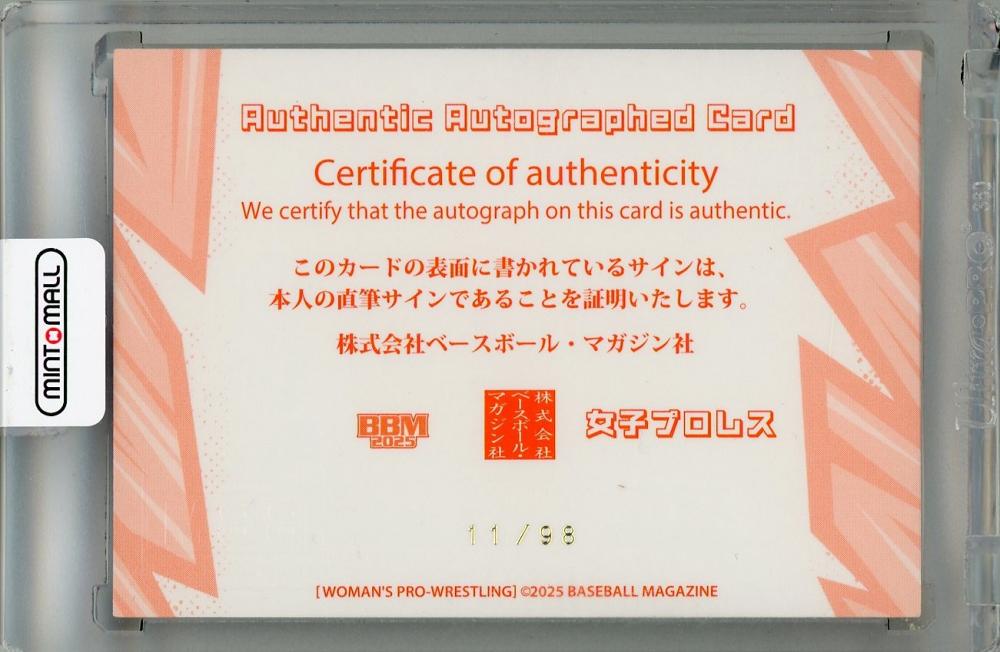 Authentic Autographed Card
Certificate of authenticity
We certify that the autograph on this card is authentic.
このカードの表面に書かれているサインは、
本人の直筆サインであることを証明いたします。
株式会社ベースボール・マガジン社
MINT MALL
BBM
2025
株式会社
ベースボール・
マガジン社
女子プロレス
11/98
[WOMAN'S PRO-WRESTLING] ©2025 BASEBALL MAGAZINE